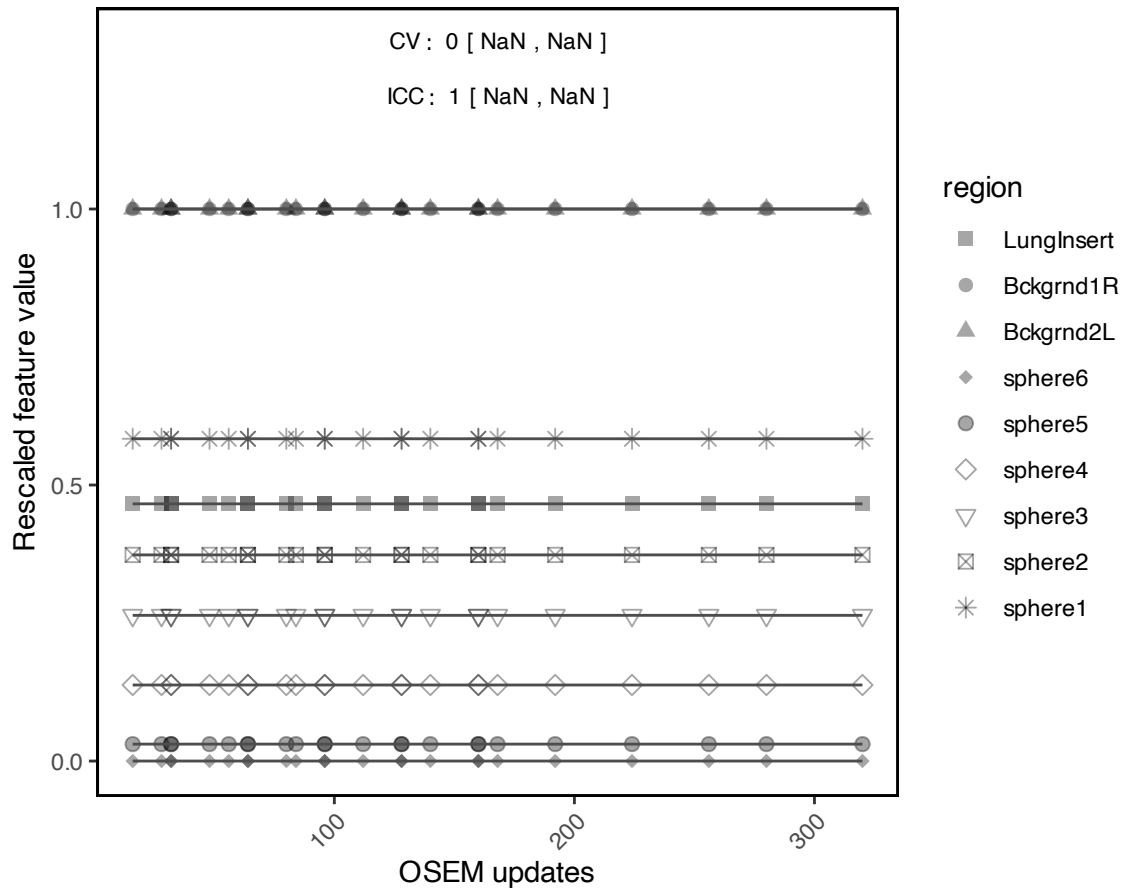 CV : 0 [ NaN , NaN ]
ICC : 1 [ NaN , NaN ]
1.0
0.5
0.0
Rescaled feature value
100
200
300
OSEM updates
region
LungInsert
Bckgrnd1R
Bckgrnd2L
sphere6
sphere5
sphere4
sphere3
sphere2
sphere1